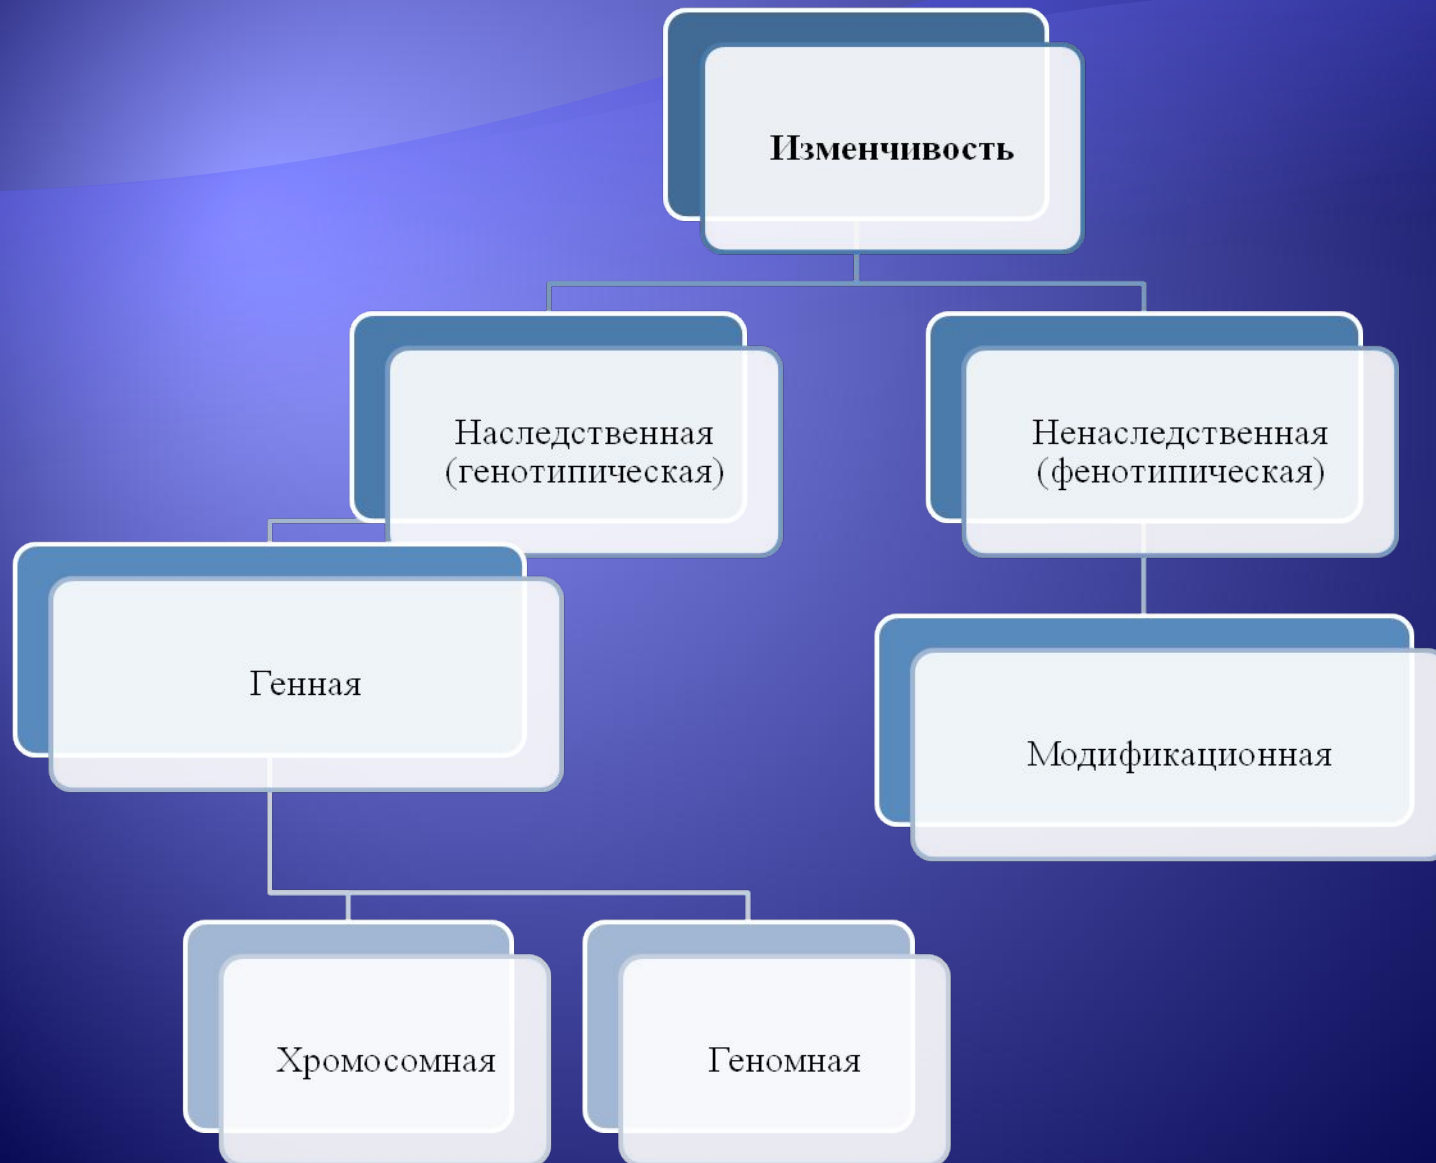 Изменчивость
Наследственная
(генотипическая)
Ненаследственная
(фенотипическая)
Генная
Модификационная
Хромосомная
Геномная